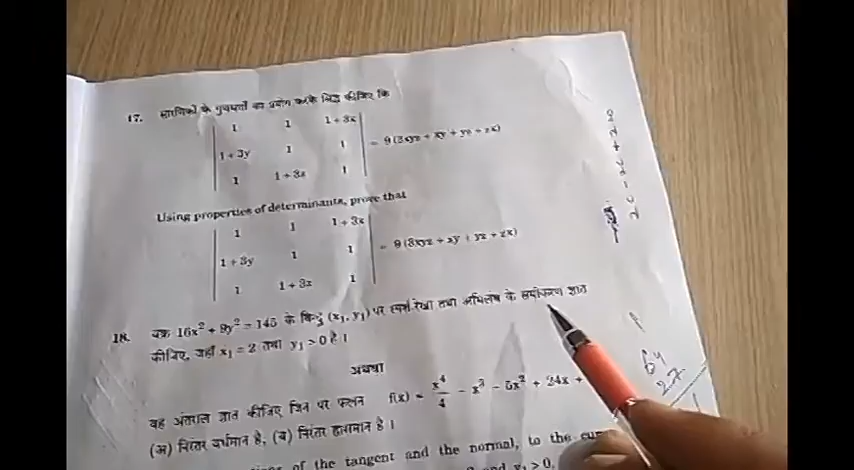 17. सारणिकों के गुणधर्मों का प्रयोग करके सिद्ध कीजिए कि
| 1 1 1+3x |
| 1+3y 1 1 | = 9(3xyz + xy + yz + zx)
| 1 1+3z 1 |
Using properties of determinants, prove that
| 1 1 1+3x |
| 1+3y 1 1 | = 9(3xyz + xy + yz + zx)
| 1 1+3z 1 |
18. वक्र 16x² + 9y² = 145 के बिन्दु (x₁, y₁) पर स्पर्श रेखा तथा अभिलंब के समीकरण ज्ञात
कीजिए, जहाँ x₁ = 2 तथा y₁ > 0 है।
अथवा
वह अंतराल ज्ञात कीजिए जिन पर फलन f(x) = x⁴/4 − x³ − 5x² + 24x +
(अ) निरंतर वर्धमान है, (ब) निरंतर ह्रासमान है।
of the tangent and the normal, to the
and y₁ > 0.
64
27